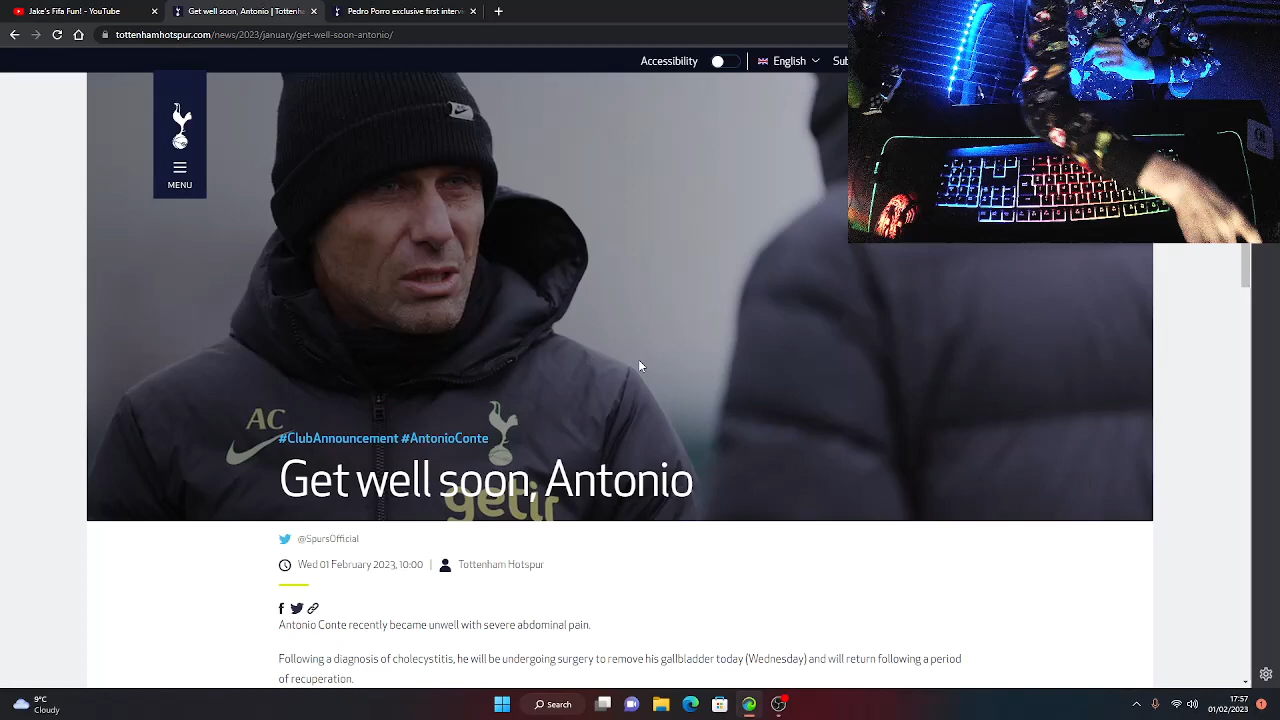 Jake's Fifa Fun! - YouTube
Get well soon, Antonio | Tottenh
Pedro Porro exclusive first interv
tottenhamhotspur.com/news/2023/january/get-well-soon-antonio/
Accessibility
English
Sub
MENU
AC
getir
#ClubAnnouncement #AntonioConte
Get well soon, Antonio
@SpursOfficial
Wed 01 February 2023, 10:00 | Tottenham Hotspur
Antonio Conte recently became unwell with severe abdominal pain.
Following a diagnosis of cholecystitis, he will be undergoing surgery to remove his gallbladder today (Wednesday) and will return following a period
of recuperation.
9°C
Cloudy
Search
17:57
01/02/2023
1